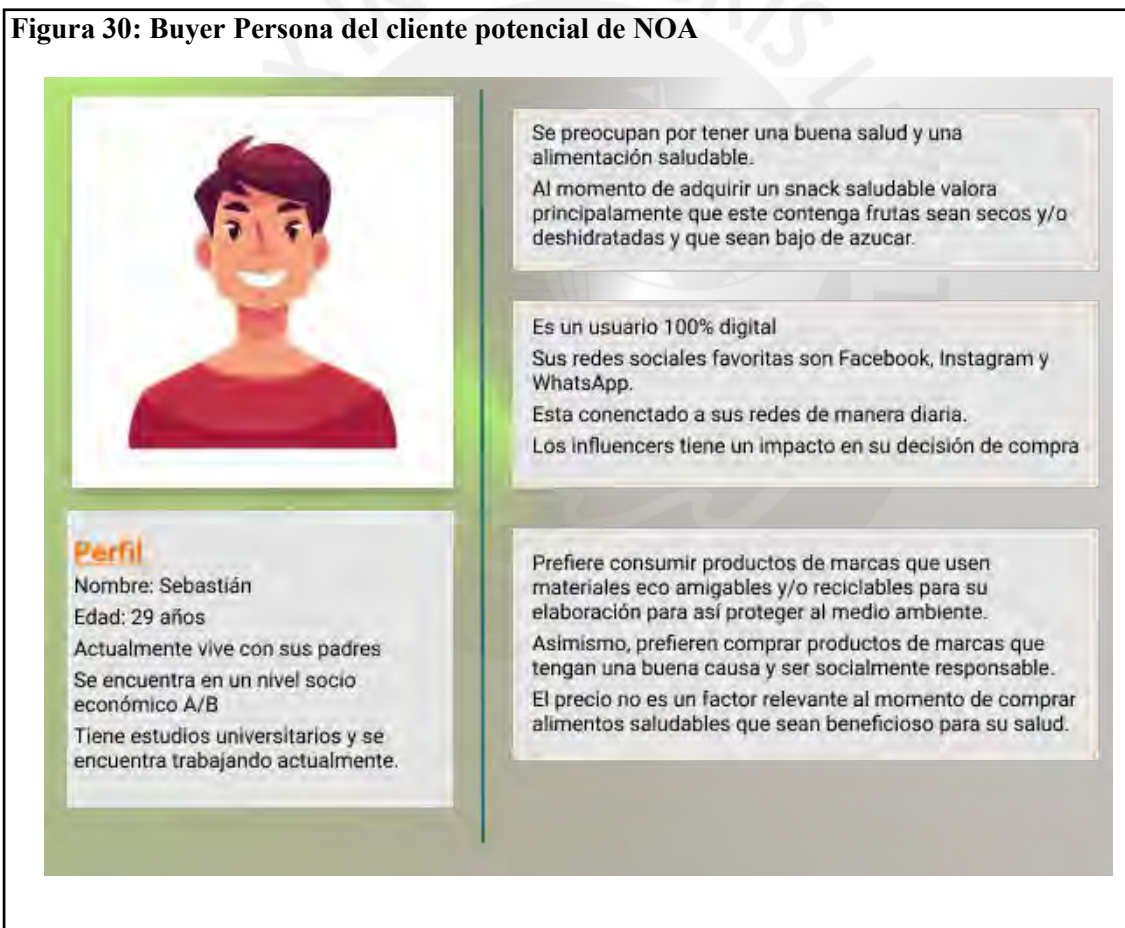 Figura 30: Buyer Persona del cliente potencial de NOA
Perfil
Nombre: Sebastián
Edad: 29 años
Actualmente vive con sus padres
Se encuentra en un nivel socio
económico A/B
Tiene estudios universitarios y se
encuentra trabajando actualmente.
Se preocupan por tener una buena salud y una
alimentación saludable.
Al momento de adquirir un snack saludable valora
principalamente que este contenga frutas sean secos y/o
deshidratadas y que sean bajo de azucar.
Es un usuario 100% digital
Sus redes sociales favoritas son Facebook, Instagram y
WhatsApp.
Esta conenctado a sus redes de manera diaria.
Los influencers tiene un impacto en su decisión de compra
Prefiere consumir productos de marcas que usen
materiales eco amigables y/o reciclables para su
elaboración para así proteger al medio ambiente.
Asimismo, prefieren comprar productos de marcas que
tengan una buena causa y ser socialmente responsable.
El precio no es un factor relevante al momento de comprar
alimentos saludables que sean beneficioso para su salud.